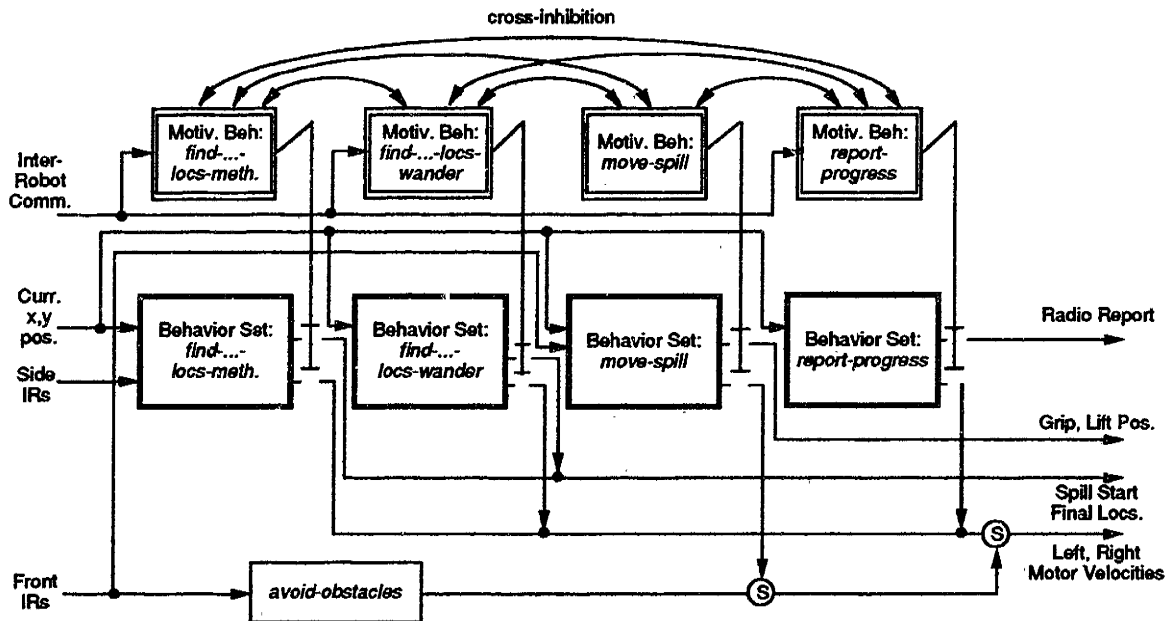 cross-inhibition
Motiv. Beh:
find-...-
locs-meth.
Motiv. Beh:
find-...-locs-
wander
Motiv. Beh:
move-spill
Motiv. Beh:
report-
progress
Inter-
Robot
Comm.
Curr.
x,y
pos.
Side
IRs
Behavior Set:
find-...-
locs-meth.
Behavior Set:
find-...-
locs-wander
Behavior Set:
move-spill
Behavior Set:
report-progress
Radio Report
Grip, Lift Pos.
Spill Start
Final Locs.
S
Left, Right
Motor Velocities
Front
IRs
avoid-obstacles
S